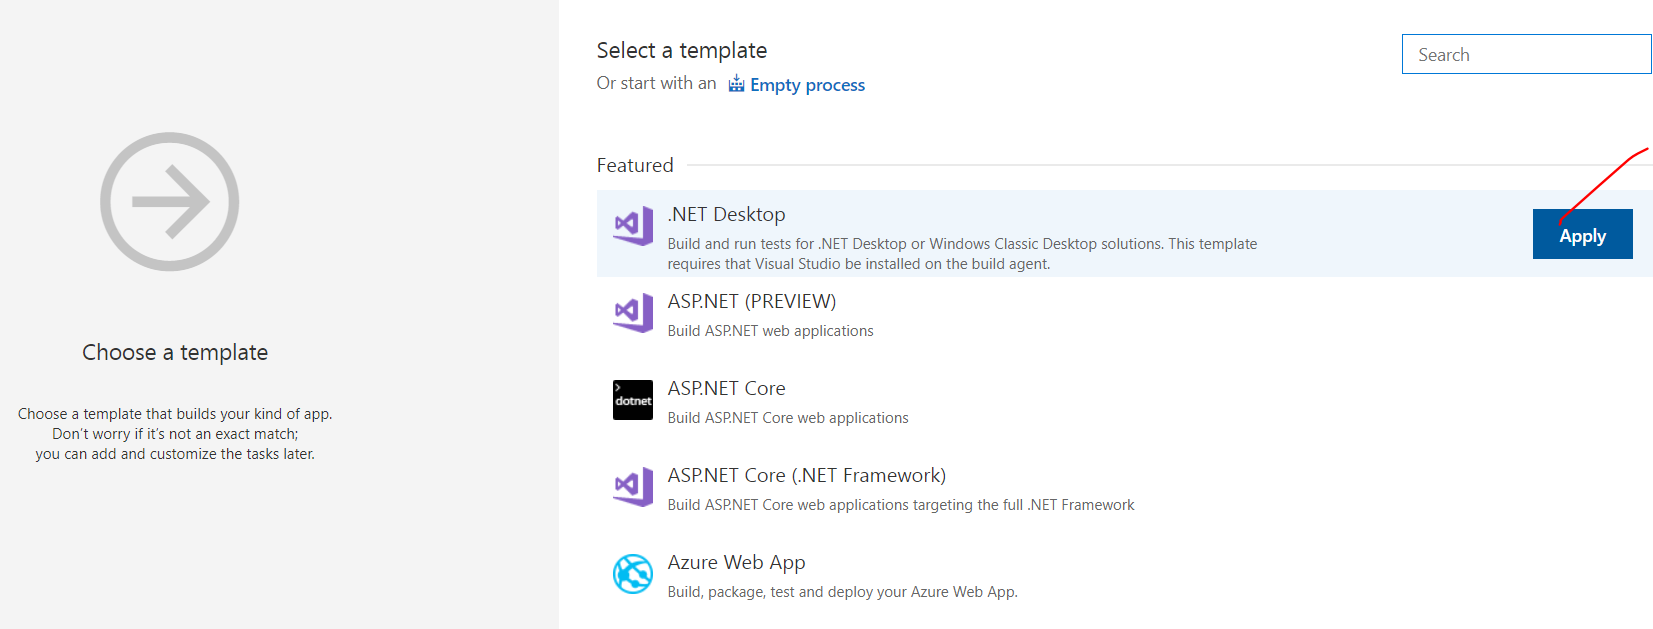 Select a template
Search
Or start with an Empty process
Featured
.NET Desktop
Build and run tests for .NET Desktop or Windows Classic Desktop solutions. This template
requires that Visual Studio be installed on the build agent.
Apply
ASP.NET (PREVIEW)
Build ASP.NET web applications
Choose a template
dotnet
ASP.NET Core
Build ASP.NET Core web applications
Choose a template that builds your kind of app.
Don't worry if it's not an exact match;
you can add and customize the tasks later.
ASP.NET Core (.NET Framework)
Build ASP.NET Core web applications targeting the full .NET Framework
Azure Web App
Build, package, test and deploy your Azure Web App.